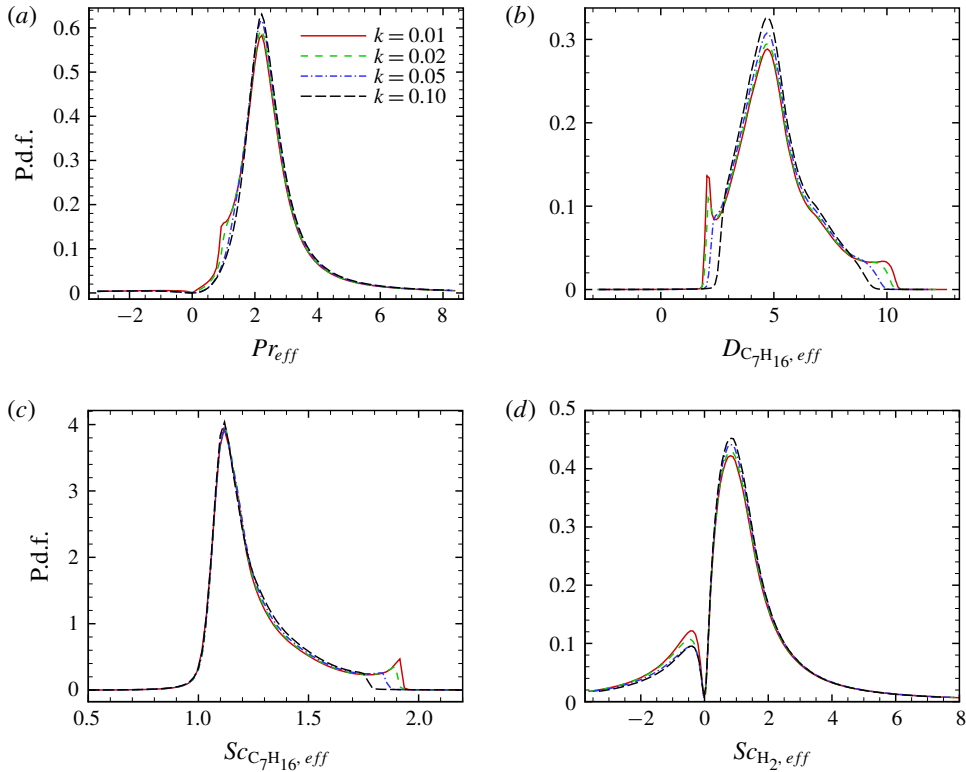 (a)
0.6
0.5
0.4
0.3
0.2
0.1
0
P.d.f.
k = 0.01
k = 0.02
k = 0.05
k = 0.10
−2 0 2 4 6 8
Pr_eff
(b)
0.3
0.2
0.1
0
0 5 10
D_C7H16, eff
(c)
4
3
2
1
0
P.d.f.
0.5 1.0 1.5 2.0
Sc_C7H16, eff
(d)
0.5
0.4
0.3
0.2
0.1
0
−2 0 2 4 6 8
Sc_H2, eff